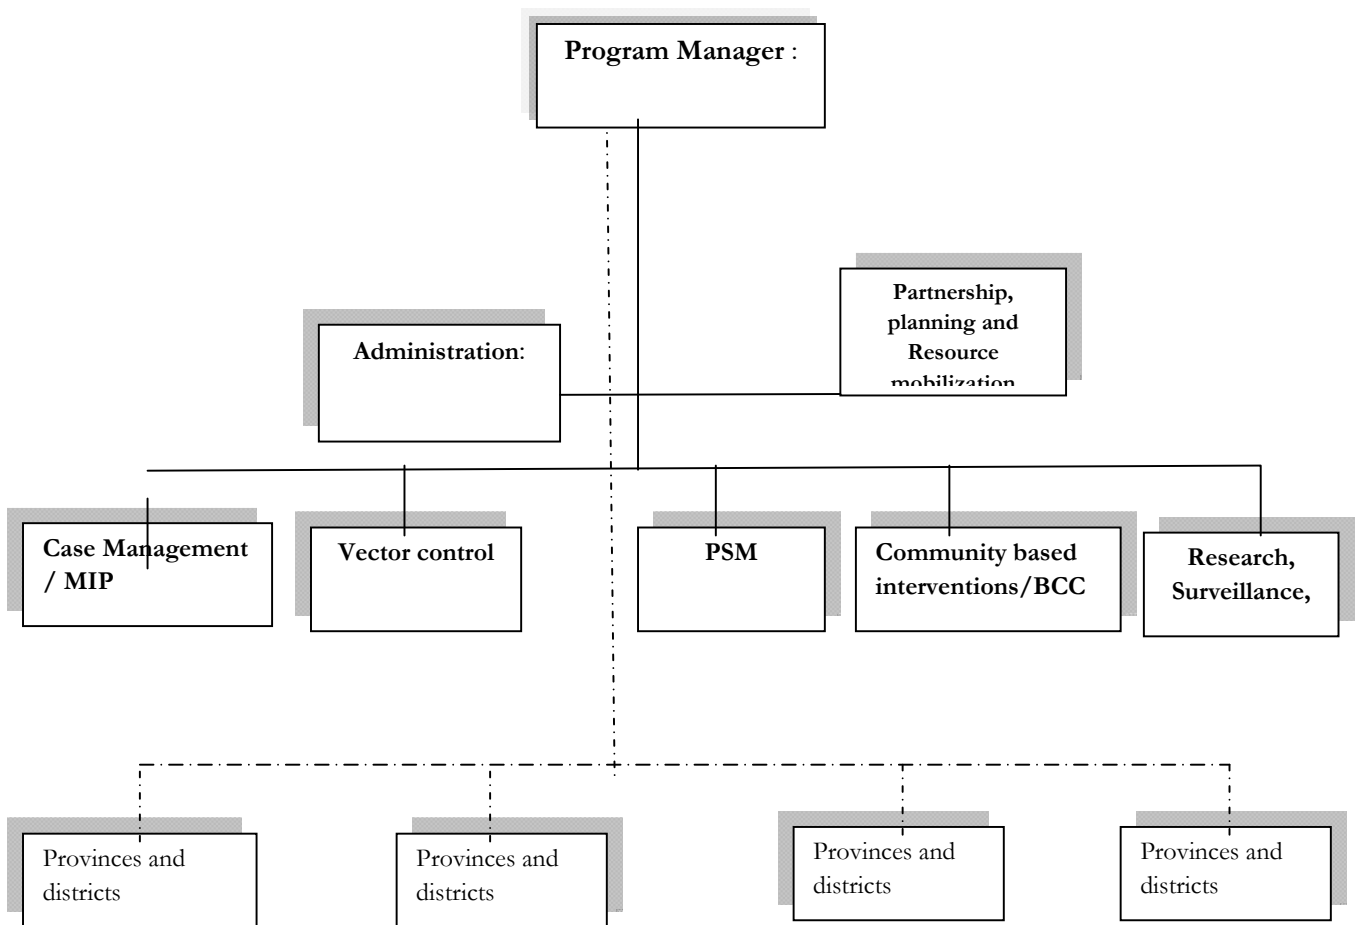 Program Manager :
Partnership,
planning and
Resource
mobilization
Administration:
Case Management
/ MIP
Vector control
PSM
Community based
interventions/BCC
Research,
Surveillance,
Provinces and
districts
Provinces and
districts
Provinces and
districts
Provinces and
districts